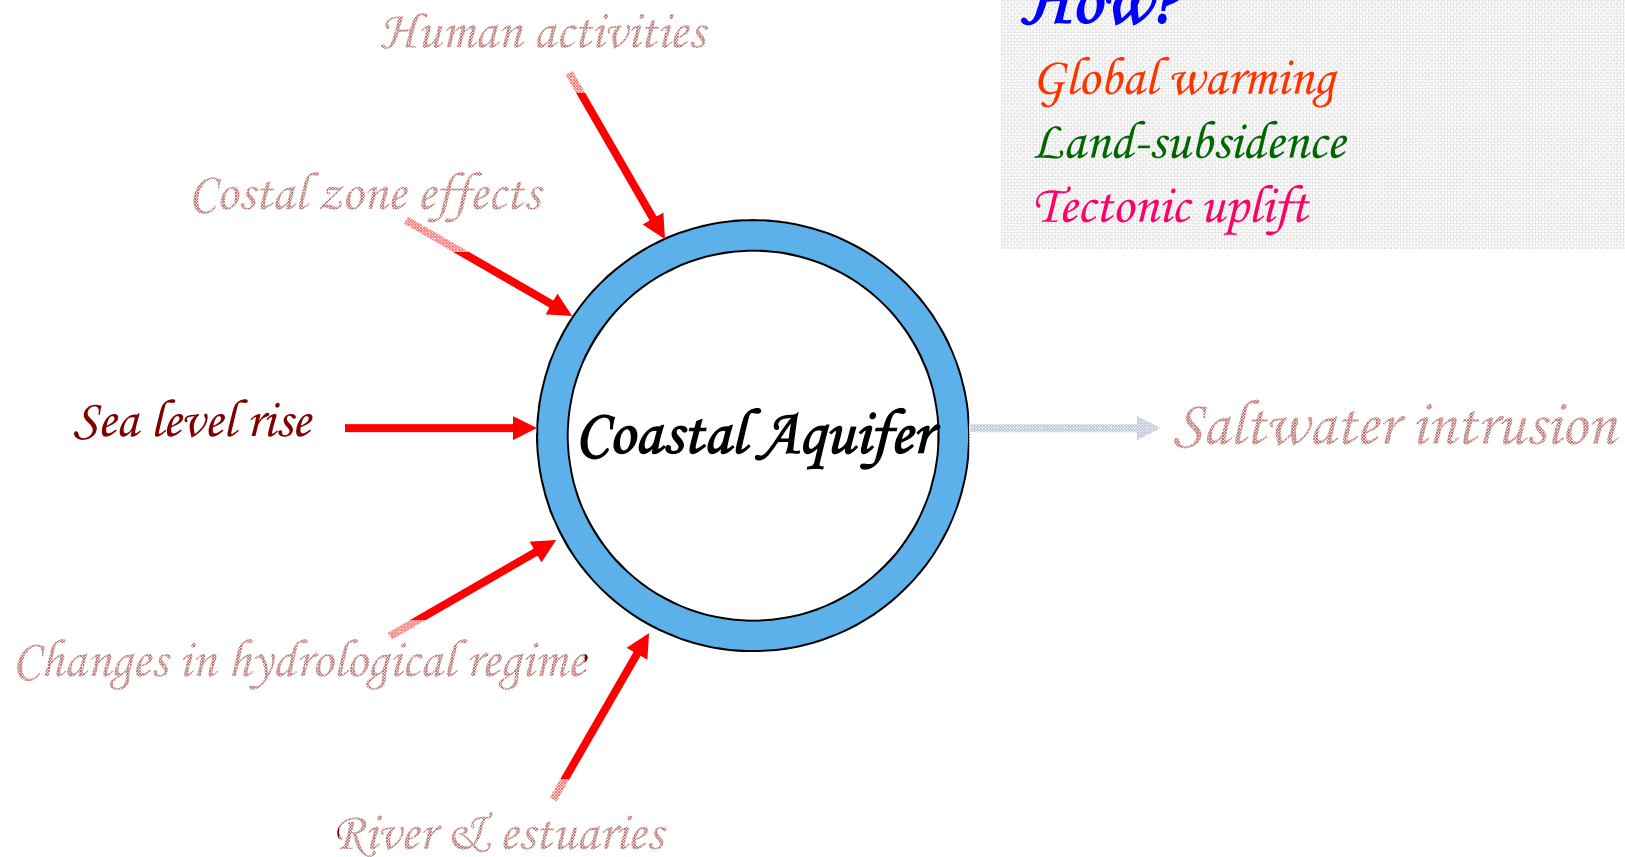 Human activities
How?
Global warming
Land-subsidence
Tectonic uplift
Costal zone effects
Sea level rise
Coastal Aquifer
Saltwater intrusion
Changes in hydrological regime
River & estuaries